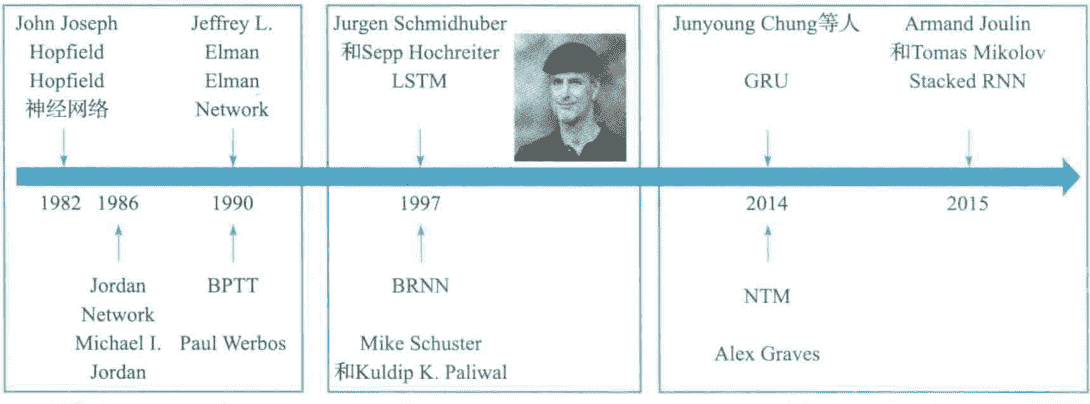 John Joseph
Hopfield
Hopfield
神经网络
Jeffrey L.
Elman
Elman
Network
Jurgen Schmidhuber
和Sepp Hochreiter
LSTM
Junyoung Chung等人
GRU
Armand Joulin
和Tomas Mikolov
Stacked RNN
1982
1986
1990
1997
2014
2015
Jordan
Network
Michael I.
Jordan
BPTT
Paul Werbos
BRNN
Mike Schuster
和Kuldip K. Paliwal
NTM
Alex Graves